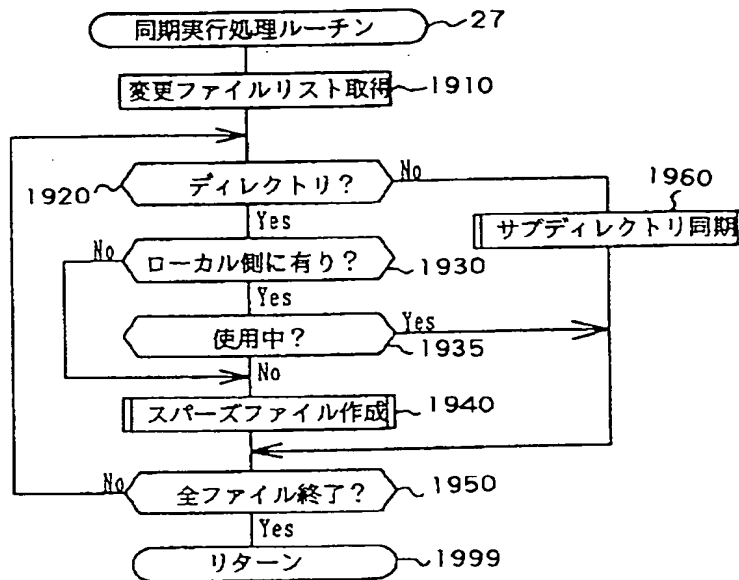 同期実行処理ルーチン 27
変更ファイルリスト取得 1910
1920 ディレクトリ? No
Yes
1960
サブディレクトリ同期
No ローカル側に有り? 1930
Yes
使用中? Yes
1935
No
スパーズファイル作成 1940
No 全ファイル終了? 1950
Yes
リターン 1999